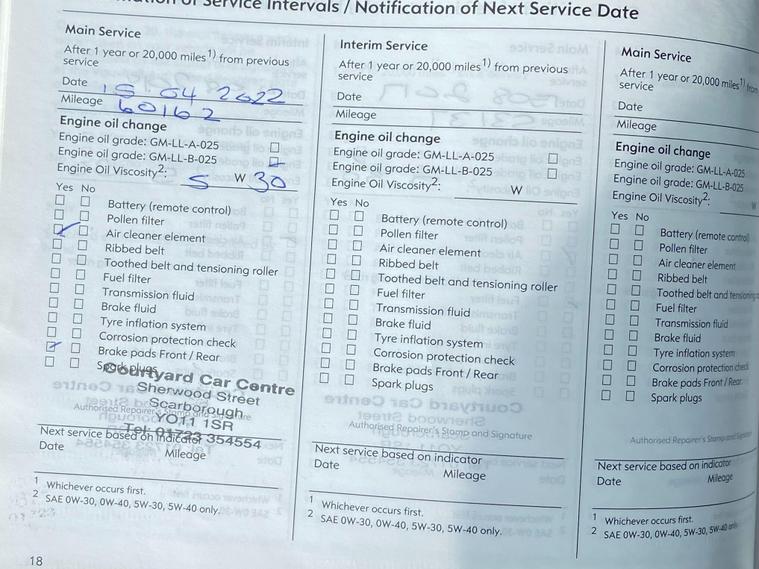 of Service Intervals / Notification of Next Service Date
Main Service
After 1 year or 20,000 miles1) from previous
service
Date 15 04 2022
Mileage 60162
Engine oil change
Engine oil grade: GM-LL-A-025
Engine oil grade: GM-LL-B-025
Engine Oil Viscosity2: 5 W 30
Yes No
Battery (remote control)
Pollen filter
Air cleaner element
Ribbed belt
Toothed belt and tensioning roller
Fuel filter
Transmission fluid
Brake fluid
Tyre inflation system
Corrosion protection check
Brake pads Front / Rear
Spark plugs
Courtyard Car Centre
Sherwood Street
Scarborough
Authorised Repairer's Stamp and Signature
YO11 1SR
Tel: 01723 354554
Next service based on indicator
Date Mileage
1 Whichever occurs first.
2 SAE 0W-30, 0W-40, 5W-30, 5W-40 only.
18
Interim Service
After 1 year or 20,000 miles1) from previous
service
Date
Mileage
Engine oil change
Engine oil grade: GM-LL-A-025
Engine oil grade: GM-LL-B-025
Engine Oil Viscosity2: W
Yes No
Battery (remote control)
Pollen filter
Air cleaner element
Ribbed belt
Toothed belt and tensioning roller
Fuel filter
Transmission fluid
Brake fluid
Tyre inflation system
Corrosion protection check
Brake pads Front / Rear
Spark plugs
Authorised Repairer's Stamp and Signature
Next service based on indicator
Date Mileage
1 Whichever occurs first.
2 SAE 0W-30, 0W-40, 5W-30, 5W-40 only.
Main Service
After 1 year or 20,000 miles1) from
service
Date
Mileage
Engine oil change
Engine oil grade: GM-LL-A-025
Engine oil grade: GM-LL-B-025
Engine Oil Viscosity2: W
Yes No
Battery (remote control)
Pollen filter
Air cleaner element
Ribbed belt
Toothed belt and tensioning
Fuel filter
Transmission fluid
Brake fluid
Tyre inflation system
Corrosion protection check
Brake pads Front / Rear
Spark plugs
Authorised Repairer's Stamp and
Next service based on indicator
Date Mileage
1 Whichever occurs first.
2 SAE 0W-30, 0W-40, 5W-30, 5W-40 only.